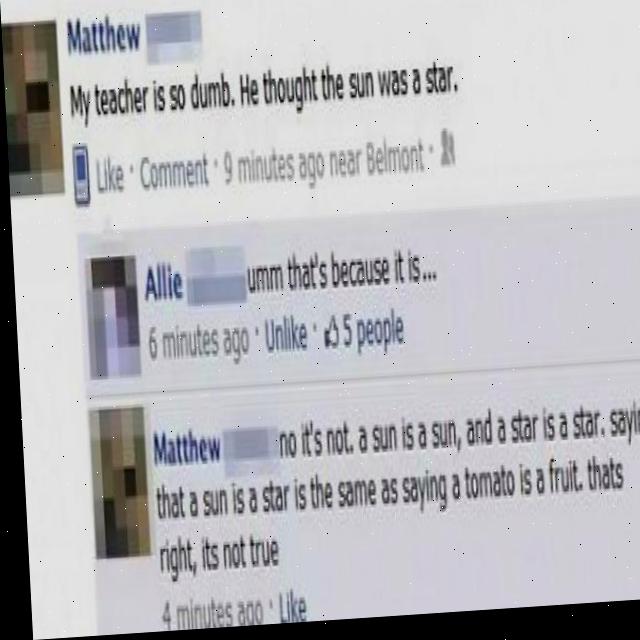 Matthew
My teacher is so dumb. He thought the sun was a star.
Like · Comment · 9 minutes ago near Belmont ·
Allie umm that's because it is...
6 minutes ago · Unlike · 5 people
Matthew no it's not. a sun is a sun, and a star is a star. sayin
that a sun is a star is the same as saying a tomato is a fruit. thats
right, its not true
4 minutes ago · Like